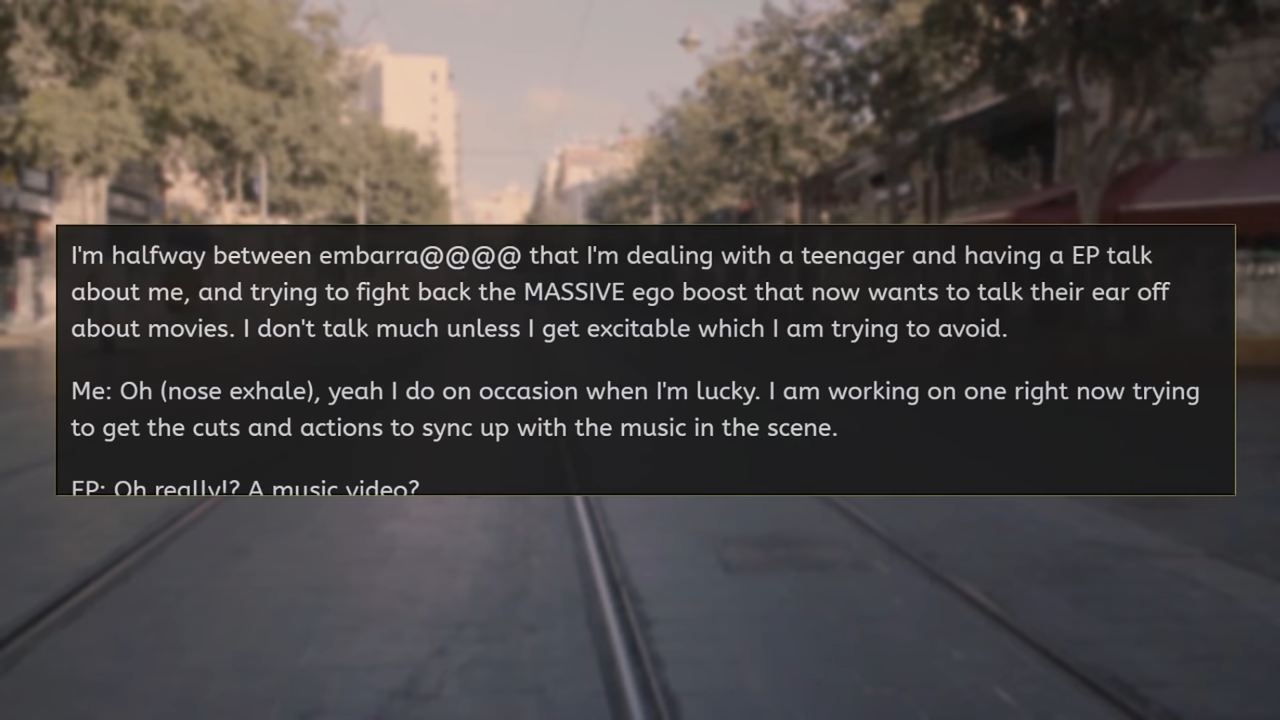 I'm halfway between embarra@@@@ that I'm dealing with a teenager and having a EP talk
about me, and trying to fight back the MASSIVE ego boost that now wants to talk their ear off
about movies. I don't talk much unless I get excitable which I am trying to avoid.
Me: Oh (nose exhale), yeah I do on occasion when I'm lucky. I am working on one right now trying
to get the cuts and actions to sync up with the music in the scene.
EP: Oh really!? A music video?